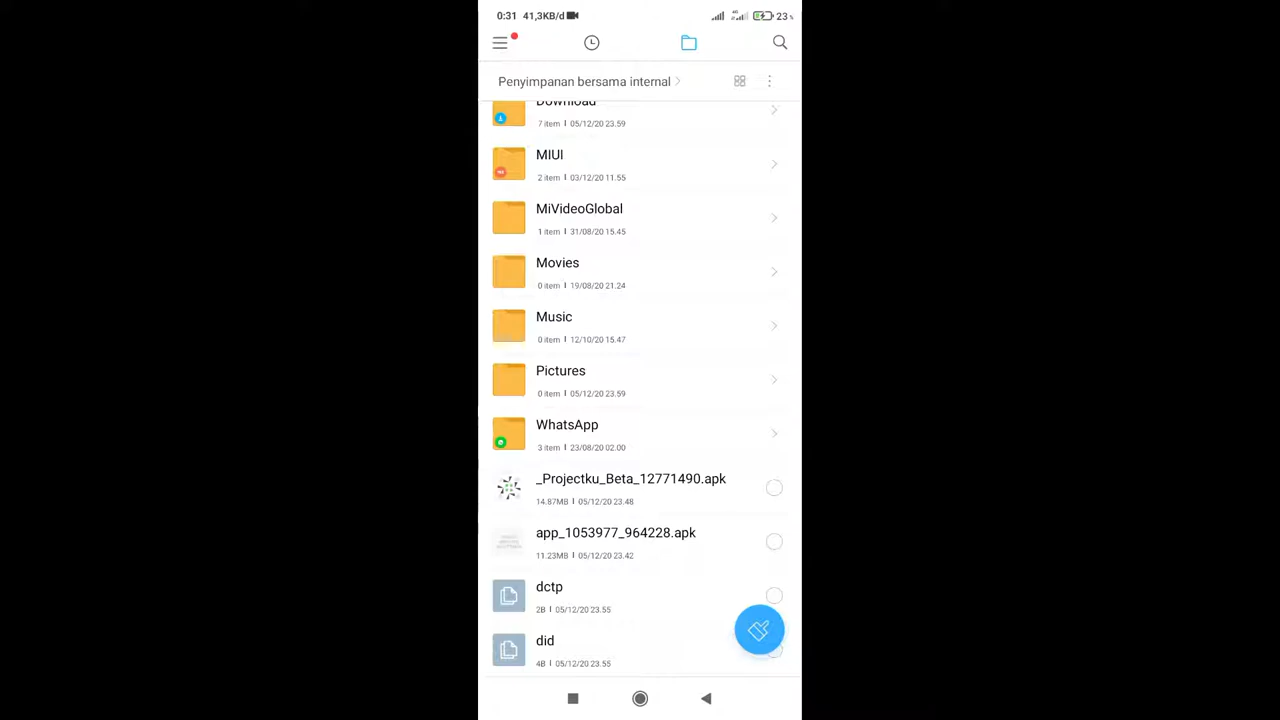 0:31 41,3KB/d 4G 23%
Penyimpanan bersama internal
Download
7 item | 05/12/20 23.59
MIUI
2 item | 03/12/20 11.55
MiVideoGlobal
1 item | 31/08/20 15.45
Movies
0 item | 19/08/20 21.24
Music
0 item | 12/10/20 15.47
Pictures
0 item | 05/12/20 23.59
WhatsApp
3 item | 23/08/20 02.00
_Projectku_Beta_12771490.apk
14.87MB | 05/12/20 23.48
app_1053977_964228.apk
11.23MB | 05/12/20 23.42
dctp
2B | 05/12/20 23.55
did
4B | 05/12/20 23.55